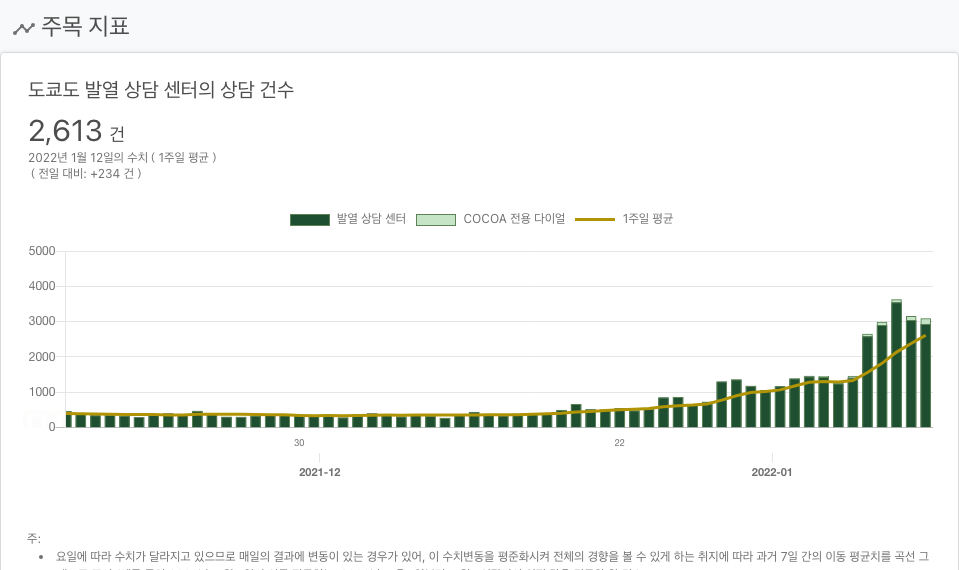 주목 지표
도쿄도 발열 상담 센터의 상담 건수
2,613 건
2022년 1월 12일의 수치 ( 1주일 평균 )
( 전일 대비: +234 건 )
발열 상담 센터 COCOA 전용 다이얼 1주일 평균
5000
4000
3000
2000
1000
0
30 22
2021-12 2022-01
주:
• 요일에 따라 수치가 달라지고 있으므로 매일의 결과에 변동이 있는 경우가 있어, 이 수치변동을 평준화시켜 전체의 경향을 볼 수 있게 하는 취지에 따라 과거 7일 간의 이동 평균치를 곡선 그